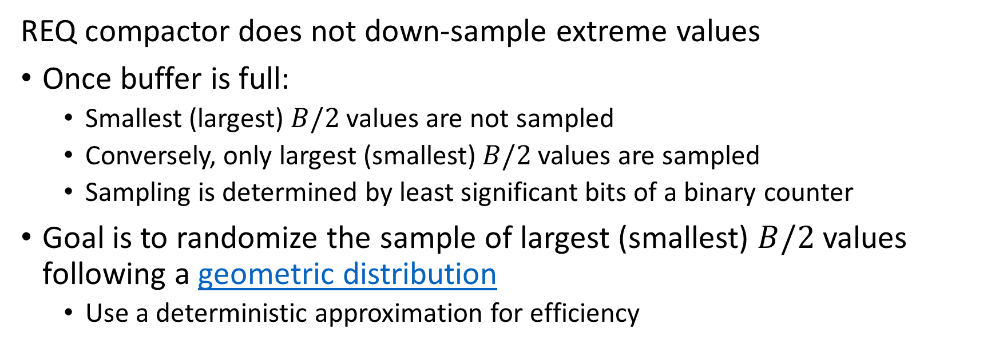 REQ compactor does not down-sample extreme values
• Once buffer is full:
• Smallest (largest) B/2 values are not sampled
• Conversely, only largest (smallest) B/2 values are sampled
• Sampling is determined by least significant bits of a binary counter
• Goal is to randomize the sample of largest (smallest) B/2 values
following a geometric distribution
• Use a deterministic approximation for efficiency